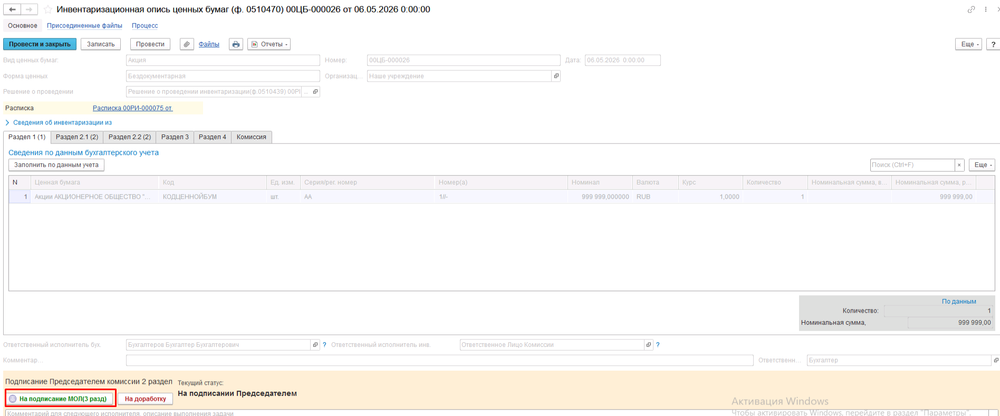 Инвентаризационная опись ценных бумаг (ф. 0510470) 00ЦБ-000026 от 06.05.2026 0:00:00
Основное Присоединенные файлы Процесс
Провести и закрыть Записать Провести Файлы Отчеты Еще ?
Вид ценных бумаг: Акция Номер: 00ЦБ-000026 Дата: 06.05.2026 0:00:00
Форма ценных Бездокументарная Организац... Наше учреждение
Решение о проведении Решение о проведении инвентаризации(ф.0510439) 00РІ ...
Расписка Расписка 00РИ-000075 от
Сведения об инвентаризации из
Раздел 1 (1) Раздел 2.1 (2) Раздел 2.2 (2) Раздел 3 Раздел 4 Комиссия
Сведения по данным бухгалтерского учета
Заполнить по данным учета Поиск (Ctrl+F) × Еще
N Ценная бумага Код Ед. изм. Серия/рег. номер Номер(а) Номинал Валюта Курс Количество Номинальная сумма, в... Номинальная сумма, р...
1 Акции АКЦИОНЕРНОЕ ОБЩЕСТВО "... КОДЦЕННОЙБУМ шт. АА 1//- 999 999,000000 RUB 1,0000 1 999 999,00
По данным
Количество: 1
Номинальная сумма, 999 999,00
Ответственный исполнитель бух. Бухгалтеров Бухгалтер Бухгалтерович ? Ответственный исполнитель инв. Ответственное Лицо Комиссии ?
Комментар... Ответственн... Бухгалтер
Подписание Председателем комиссии 2 раздел Текущий статус:
На подписание МОЛ(3 разд) На доработку На подписании Председателем
Активация Windows
Комментарий для следующего исполнителя, описание выполнения задачи Чтобы активировать Windows, перейдите в раздел "Параметры".